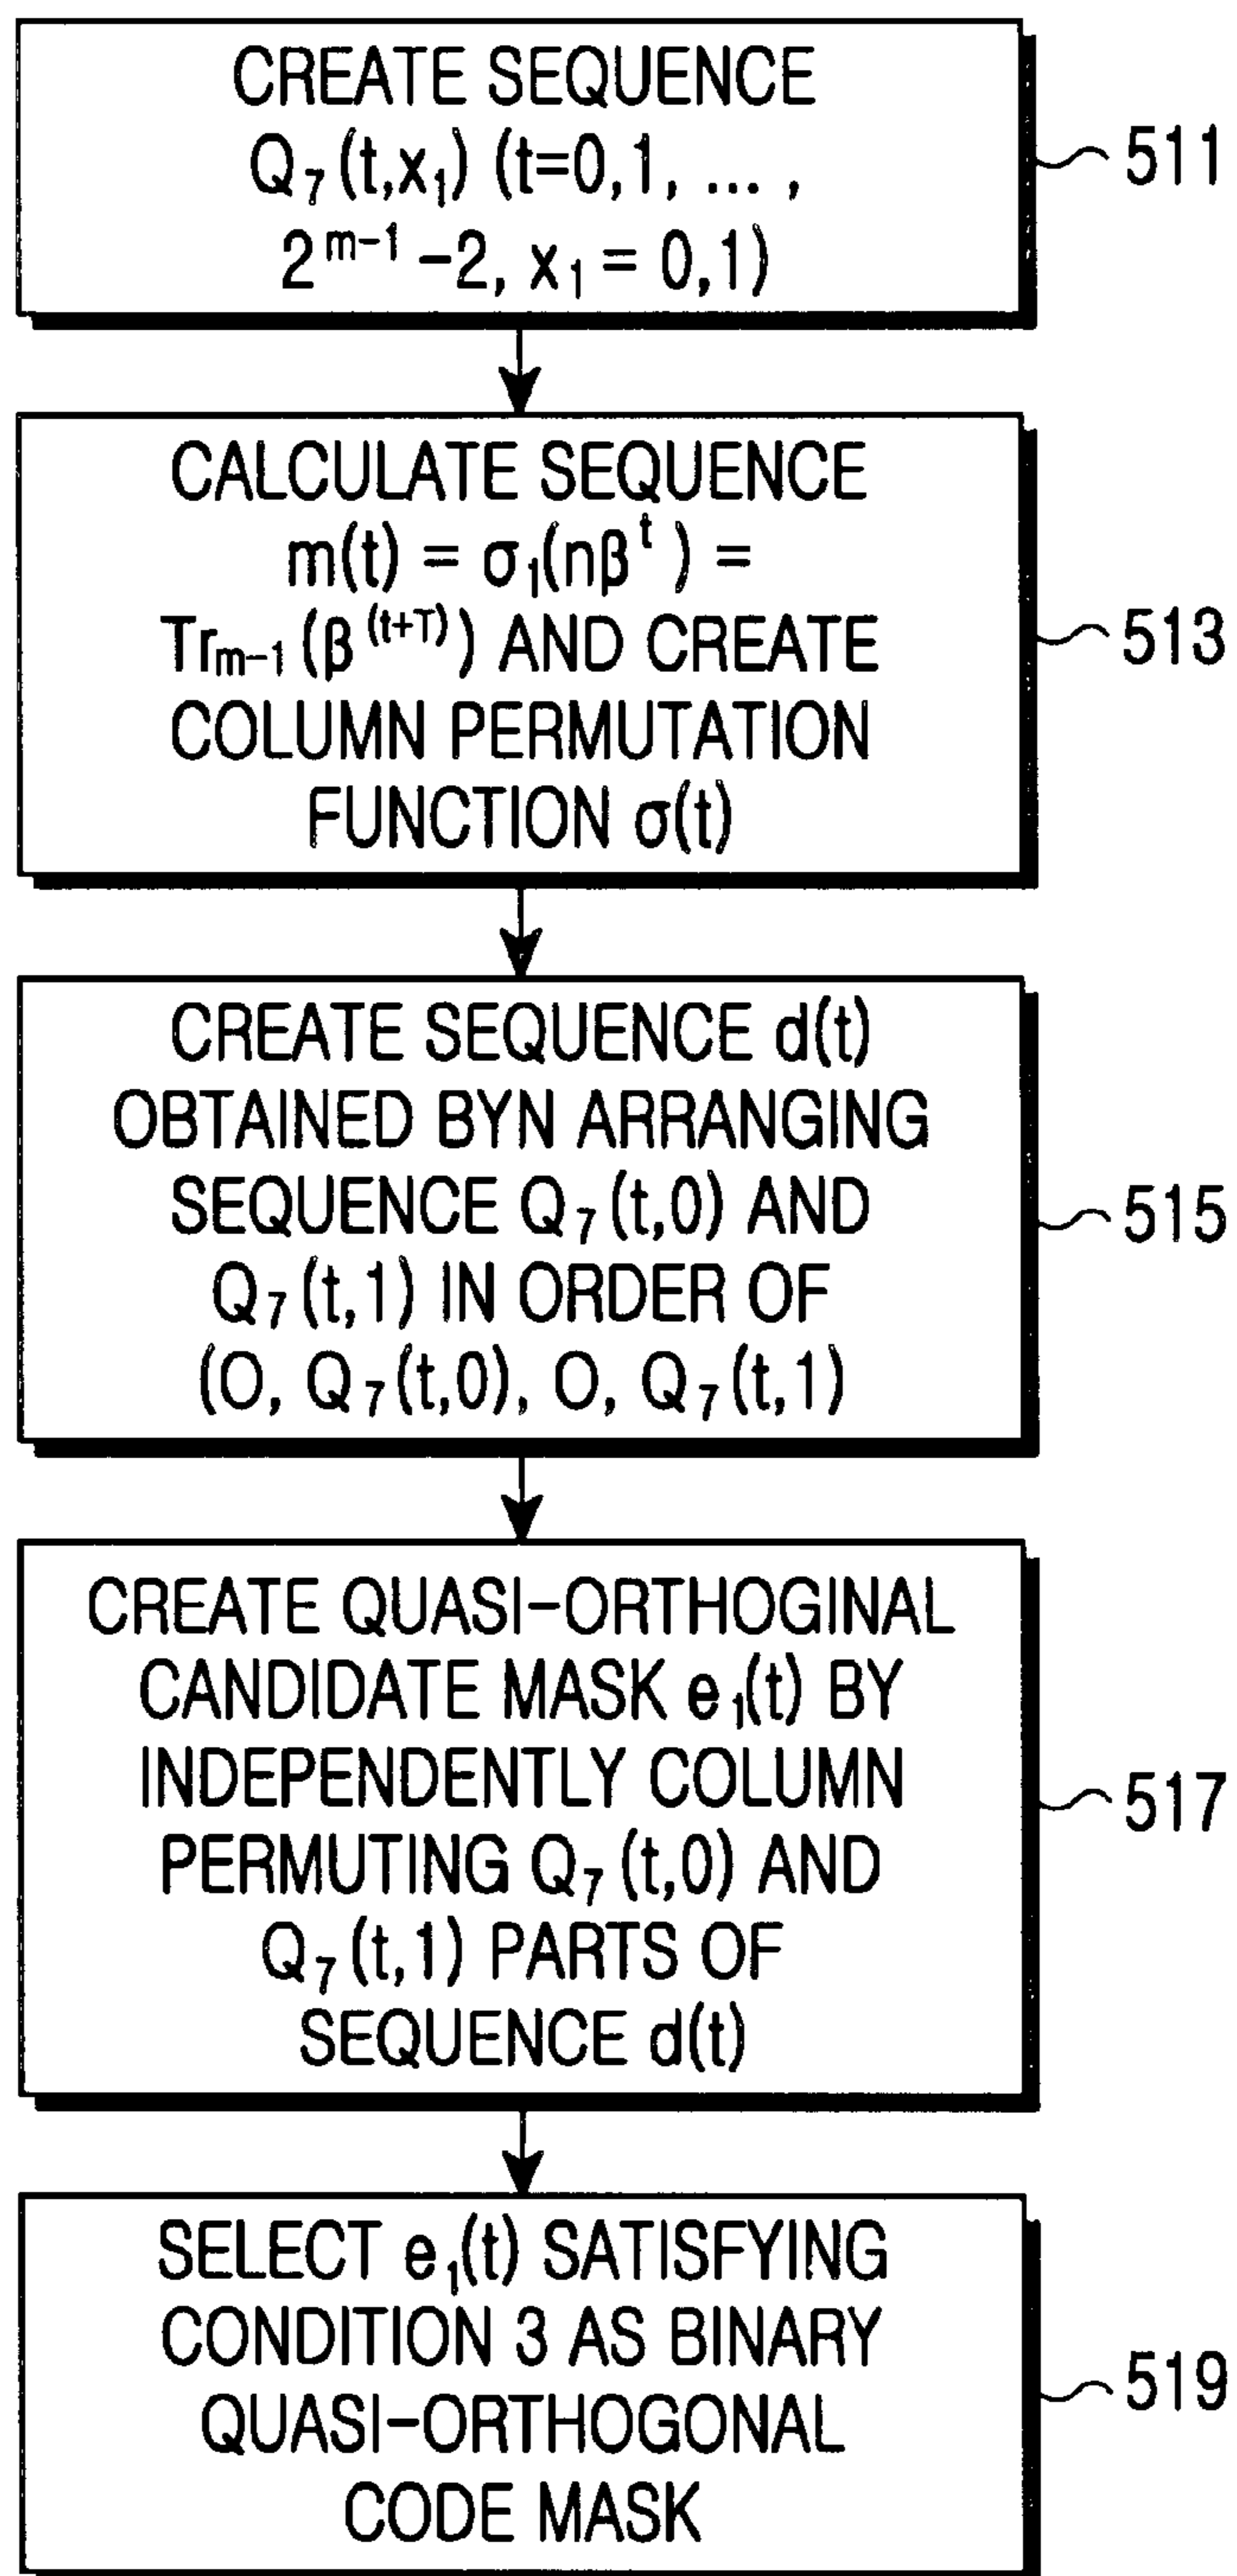 CREATE SEQUENCE
Q₇(t,x₁) (t=0,1, ... ,
2ᵐ⁻¹ -2, x₁ = 0,1)
511
CALCULATE SEQUENCE
m(t) = σ₁(nβᵗ) =
Trₘ₋₁(β⁽ᵗ⁺ᵀ⁾) AND CREATE
COLUMN PERMUTATION
FUNCTION σ(t)
513
CREATE SEQUENCE d(t)
OBTAINED BYN ARRANGING
SEQUENCE Q₇(t,0) AND
Q₇(t,1) IN ORDER OF
(O, Q₇(t,0), O, Q₇(t,1)
515
CREATE QUASI-ORTHOGINAL
CANDIDATE MASK e₁(t) BY
INDEPENDENTLY COLUMN
PERMUTING Q₇(t,0) AND
Q₇(t,1) PARTS OF
SEQUENCE d(t)
517
SELECT e₁(t) SATISFYING
CONDITION 3 AS BINARY
QUASI-ORTHOGONAL
CODE MASK
519